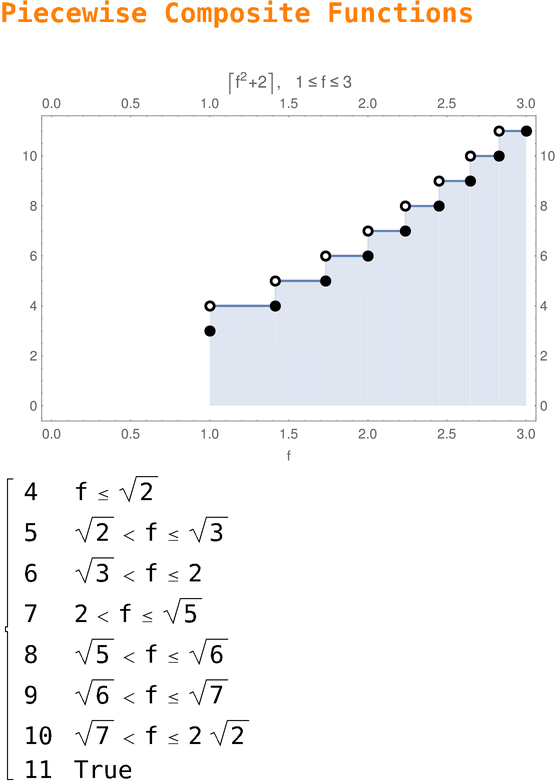 Piecewise Composite Functions
⌈f²+2⌉, 1 ≤ f ≤ 3
0.0 0.5 1.0 1.5 2.0 2.5 3.0
10 10
8 8
6 6
4 4
2 2
0 0
0.0 0.5 1.0 1.5 2.0 2.5 3.0
f
4 f ≤ √2
5 √2 < f ≤ √3
6 √3 < f ≤ 2
7 2 < f ≤ √5
8 √5 < f ≤ √6
9 √6 < f ≤ √7
10 √7 < f ≤ 2 √2
11 True